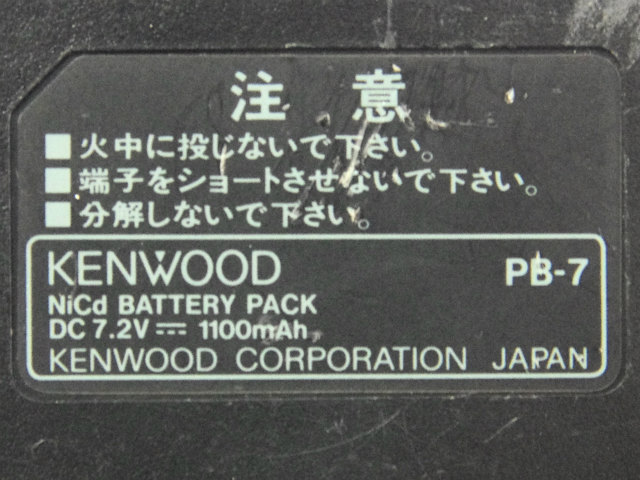 注意
■火中に投じないで下さい。
■端子をショートさせないで下さい。
■分解しないで下さい。
KENWOOD PB-7
NiCd BATTERY PACK
DC 7.2V ⎓ 1100mAh
KENWOOD CORPORATION JAPAN